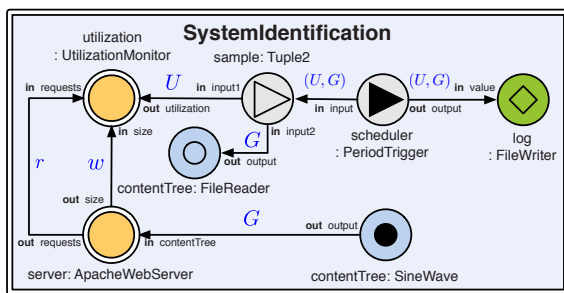 SystemIdentification
utilization
: UtilizationMonitor
sample: Tuple2
in requests
U
in input1
(U, G)
(U, G)
in value
out utilization
in input
out output
in size
G
in input2
scheduler
: PeriodTrigger
log
: FileWriter
r
w
out output
contentTree: FileReader
out size
G
out output
out requests
in contentTree
server: ApacheWebServer
contentTree: SineWave